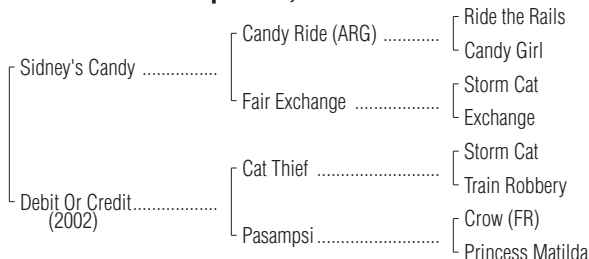 Ride the Rails
Candy Ride (ARG) ............
Candy Girl
Sidney's Candy ................
Storm Cat
Fair Exchange ..................
Exchange
Storm Cat
Cat Thief ..........................
Train Robbery
Debit Or Credit..................
(2002)
Crow (FR)
Pasampsi..........................
Princess Matilda